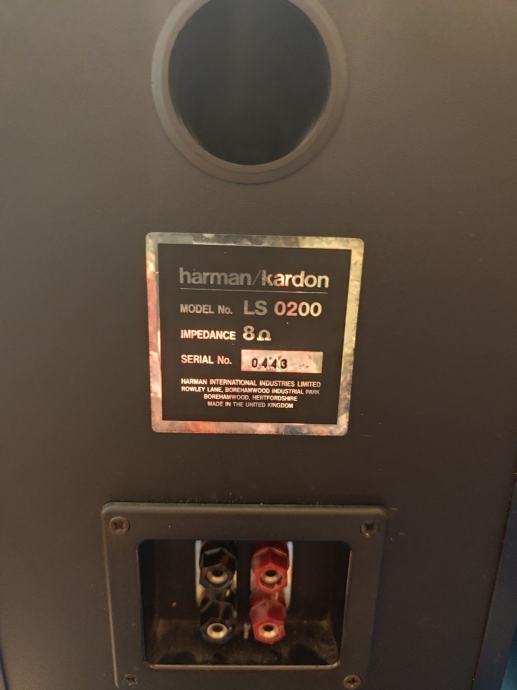 harman/kardon
MODEL No. LS 0200
IMPEDANCE 8Ω
SERIAL No. 0443
HARMAN INTERNATIONAL INDUSTRIES LIMITED
ROWLEY LANE, BOREHAMWOOD INDUSTRIAL PARK
BOREHAMWOOD, HERTFORDSHIRE
MADE IN THE UNITED KINGDOM